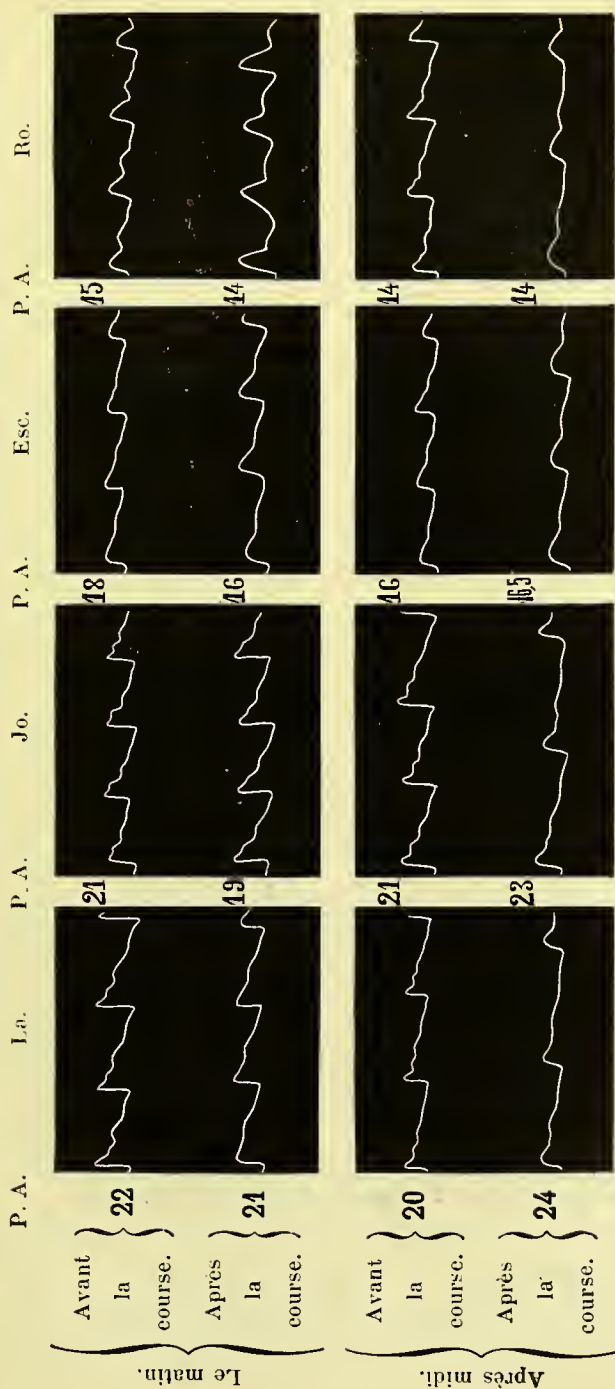 P. A. La. P. A. Jo. P. A. Esc. P. A. Ro.
Le matin.
Avant
la
course.
22 21 18 15
Après
la
course.
21 19 16 14
Après midi.
Avant
la
course.
20 21 16 14
Après
la
course.
24 23 16,5 14